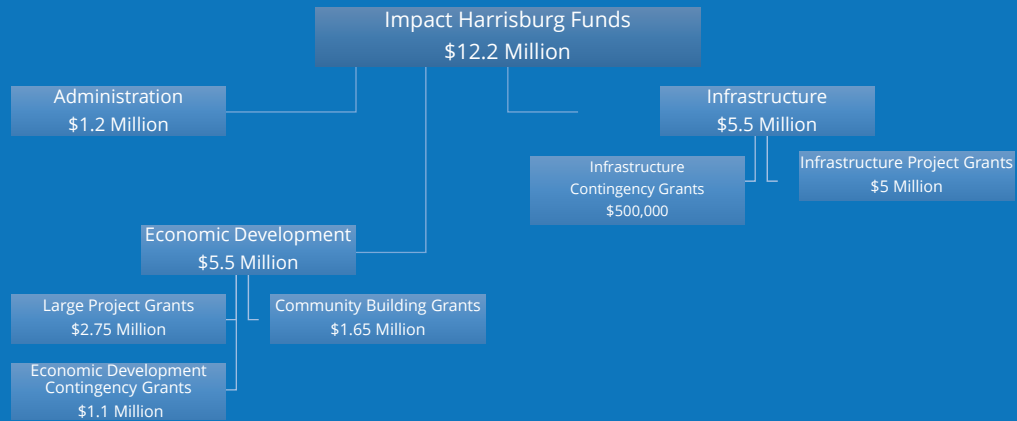 Impact Harrisburg Funds
$12.2 Million
Administration
$1.2 Million
Infrastructure
$5.5 Million
Infrastructure
Contingency Grants
$500,000
Infrastructure Project Grants
$5 Million
Economic Development
$5.5 Million
Large Project Grants
$2.75 Million
Community Building Grants
$1.65 Million
Economic Development
Contingency Grants
$1.1 Million